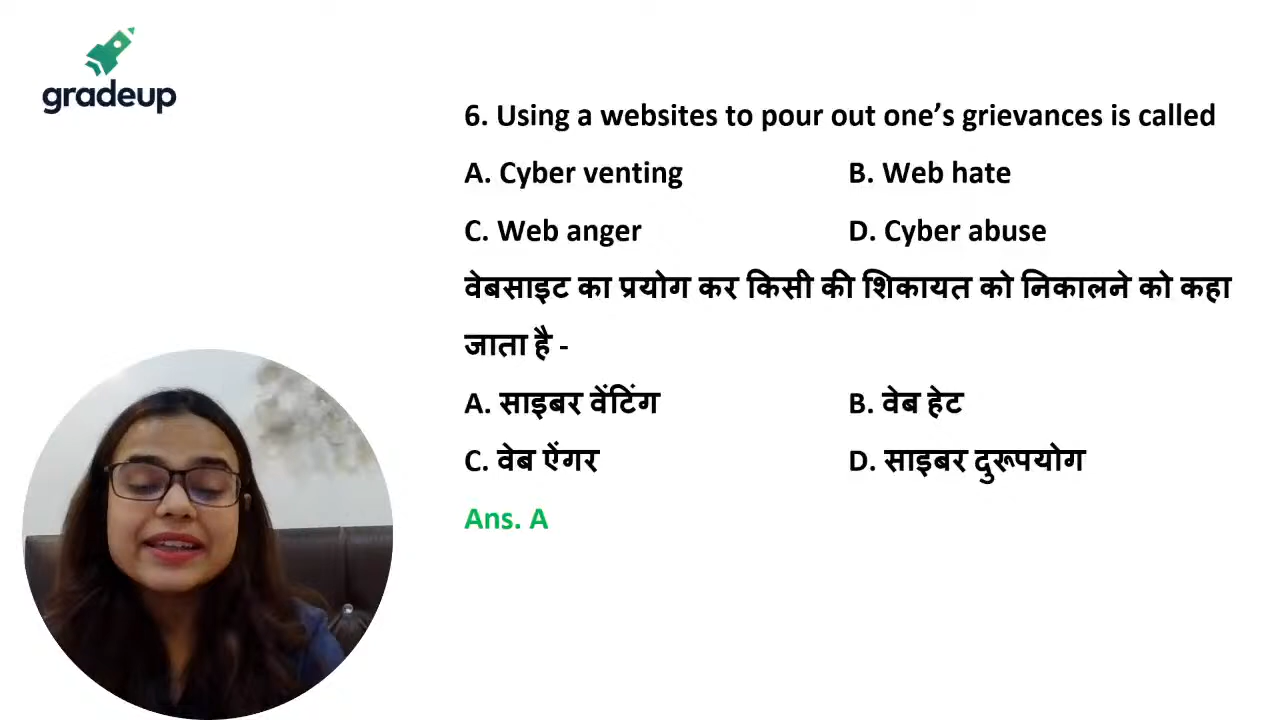 gradeup
6. Using a websites to pour out one’s grievances is called
A. Cyber venting B. Web hate
C. Web anger D. Cyber abuse
वेबसाइट का प्रयोग कर किसी की शिकायत को निकालने को कहा
जाता है -
A. साइबर वेंटिंग B. वेब हेट
C. वेब ऐंगर D. साइबर दुरूपयोग
Ans. A